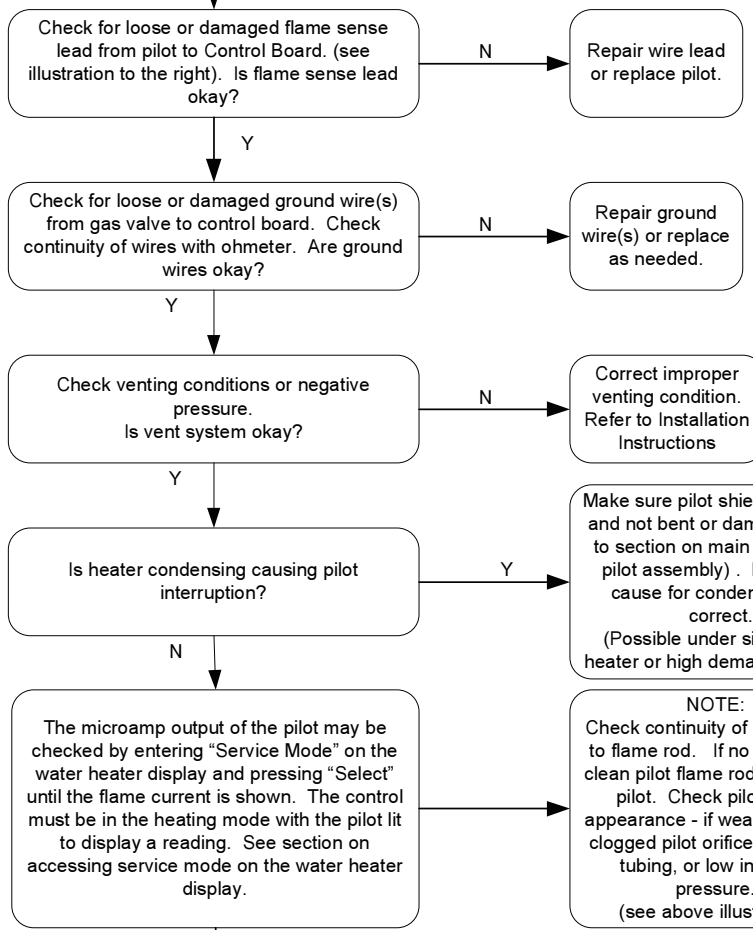 Check for loose or damaged flame sense
lead from pilot to Control Board. (see
illustration to the right). Is flame sense lead
okay?
N
Repair wire lead
or replace pilot.
Y
Check for loose or damaged ground wire(s)
from gas valve to control board. Check
continuity of wires with ohmeter. Are ground
wires okay?
N
Repair ground
wire(s) or replace
as needed.
Y
Check venting conditions or negative
pressure.
Is vent system okay?
N
Correct improper
venting condition.
Refer to Installation
Instructions
Y
Is heater condensing causing pilot
interruption?
Y
Make sure pilot
and not bent or
to section on main
pilot assembly) .
cause for
correct.
(Possible under
heater or high
N
The microamp output of the pilot may be
checked by entering “Service Mode” on the
water heater display and pressing “Select”
until the flame current is shown. The control
must be in the heating mode with the pilot lit
to display a reading. See section on
accessing service mode on the water heater
display.
NOTE:
Check continuity of
to flame rod. If no
clean pilot flame rod
pilot. Check
appearance - if
clogged pilot orifice
tubing, or low
pressure.
(see above